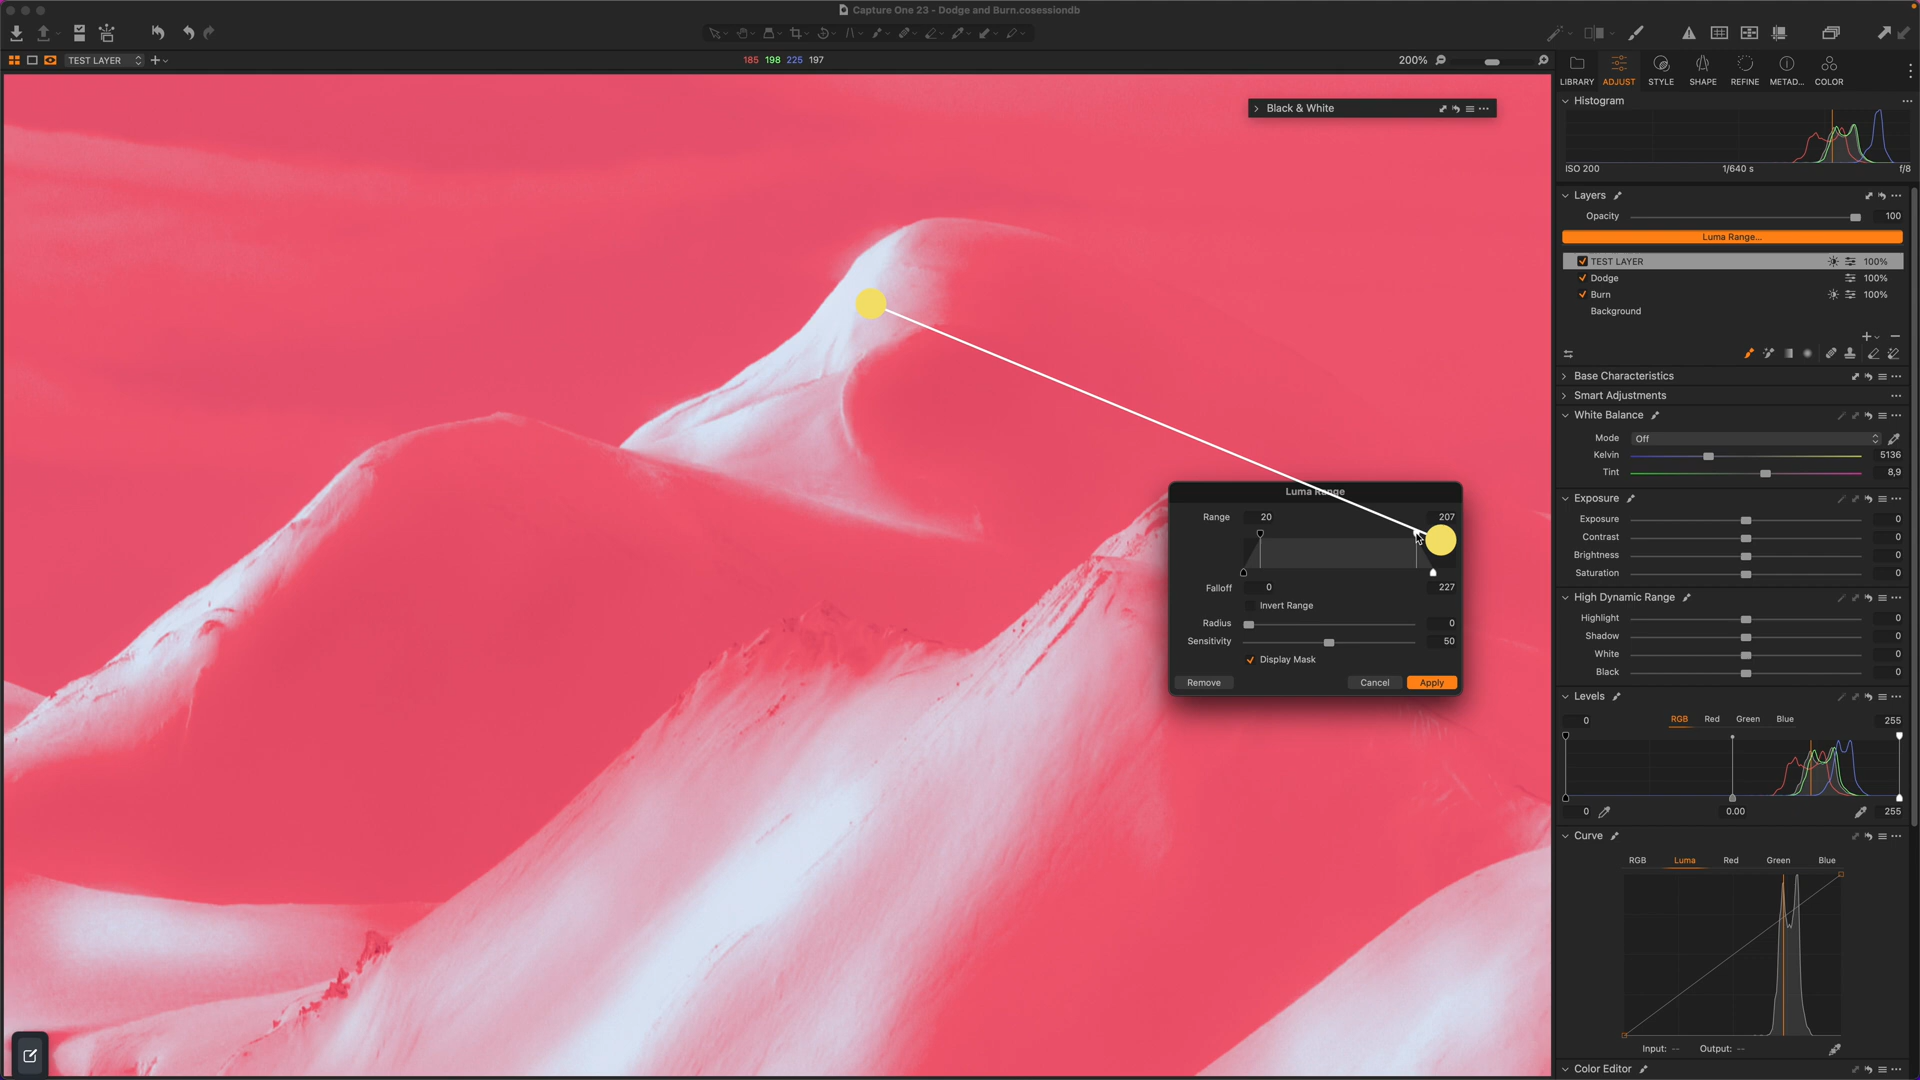 Capture One 23 - Dodge and Burn.cosessiondb
TEST LAYER
185 198 225 197
200%
LIBRARY ADJUST STYLE SHAPE REFINE METAD... COLOR
Black & White
Histogram
ISO 200 1/640 s f/8
Layers
Opacity 100
Luma Range...
TEST LAYER 100%
Dodge 100%
Burn 100%
Background
Base Characteristics
Smart Adjustments
White Balance
Mode Off
Kelvin 5136
Tint 8,9
Exposure
Exposure 0
Contrast 0
Brightness 0
Saturation 0
High Dynamic Range
Highlight 0
Shadow 0
White 0
Black 0
Levels
0 RGB Red Green Blue 255
0 0.00 255
Curve
RGB Luma Red Green Blue
Input: -- Output: --
Color Editor
Luma Range
Range 20 207
Falloff 0 227
Invert Range
Radius 0
Sensitivity 50
Display Mask
Remove Cancel Apply